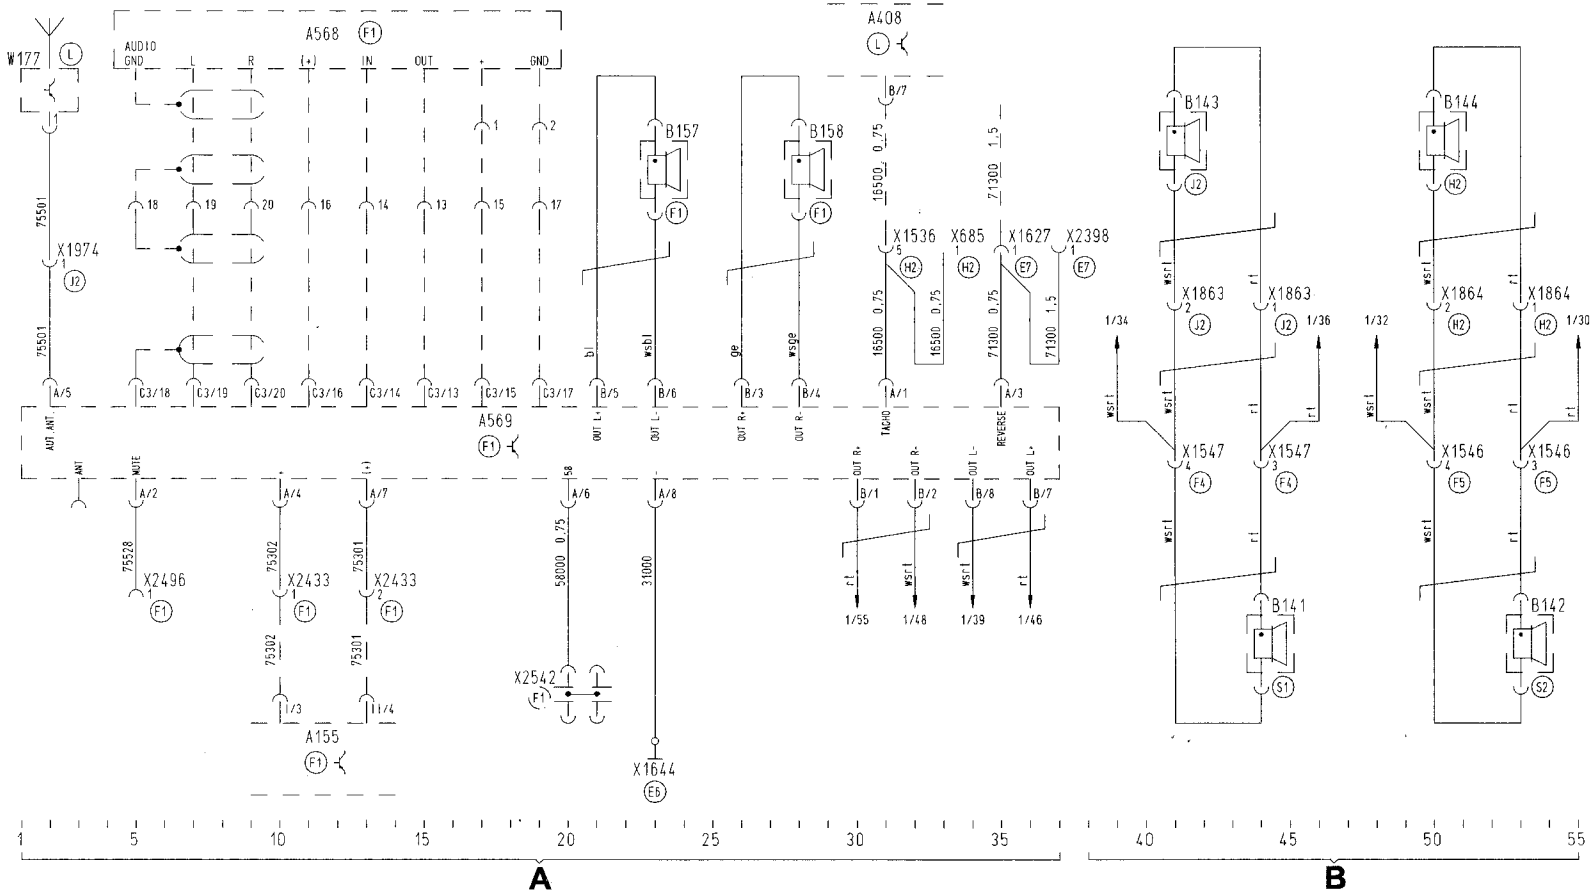 A568 F1
A408
L
W177 L
AUDIO
GND L R (+) IN OUT + GND
B/7
1 1 2
B157 B158
B143 B144
F1 F1
J2 H2
16500 0.75
71300 1.5
75501
18 19 20 16 14 13 15 17
X1974
1
J2
X1536 X685 X1627 X2398
5 1 1 1
H2 H2 E7 E7
wsrt rt wsrt rt
X1863 X1863 X1864 X1864
2 1 2 1
J2 J2 H2 H2
1/34 1/36 1/32 1/30
75501
bl wsbl ge wsge
16500 0.75 16500 0.75 71300 0.75 71300 1.5
A/5 C3/18 C3/19 C3/20 C3/16 C3/14 C3/13 C3/15 C3/17 B/5 B/6 B/3 B/4 A/1 A/3
wsrt wsrt rt rt wsrt wsrt rt rt
AUT.ANT. A569 OUT L+ OUT L- OUT R+ OUT R- TACHO REVERSE
F1
ANT MUTE + (+) 58 - OUT R+ OUT R- OUT L- OUT L+
X1547 X1547 X1546 X1546
4 3 4 3
F4 F4 F5 F5
A/2 A/4 A/7 A/6 A/8 B/1 B/2 B/8 B/7
75528 75302 75301 58000 0.75 31000
wsrt rt wsrt rt
rt wsrt wsrt rt
X2496 X2433 X2433
1 1 2
F1 F1 F1
1/55 1/48 1/39 1/46
B141 B142
75302 75301
X2542
F1
S1 S2
I/3 II/4
A155
F1
X1644
E6
1 5 10 15 20 25 30 35 40 45 50 55
A B